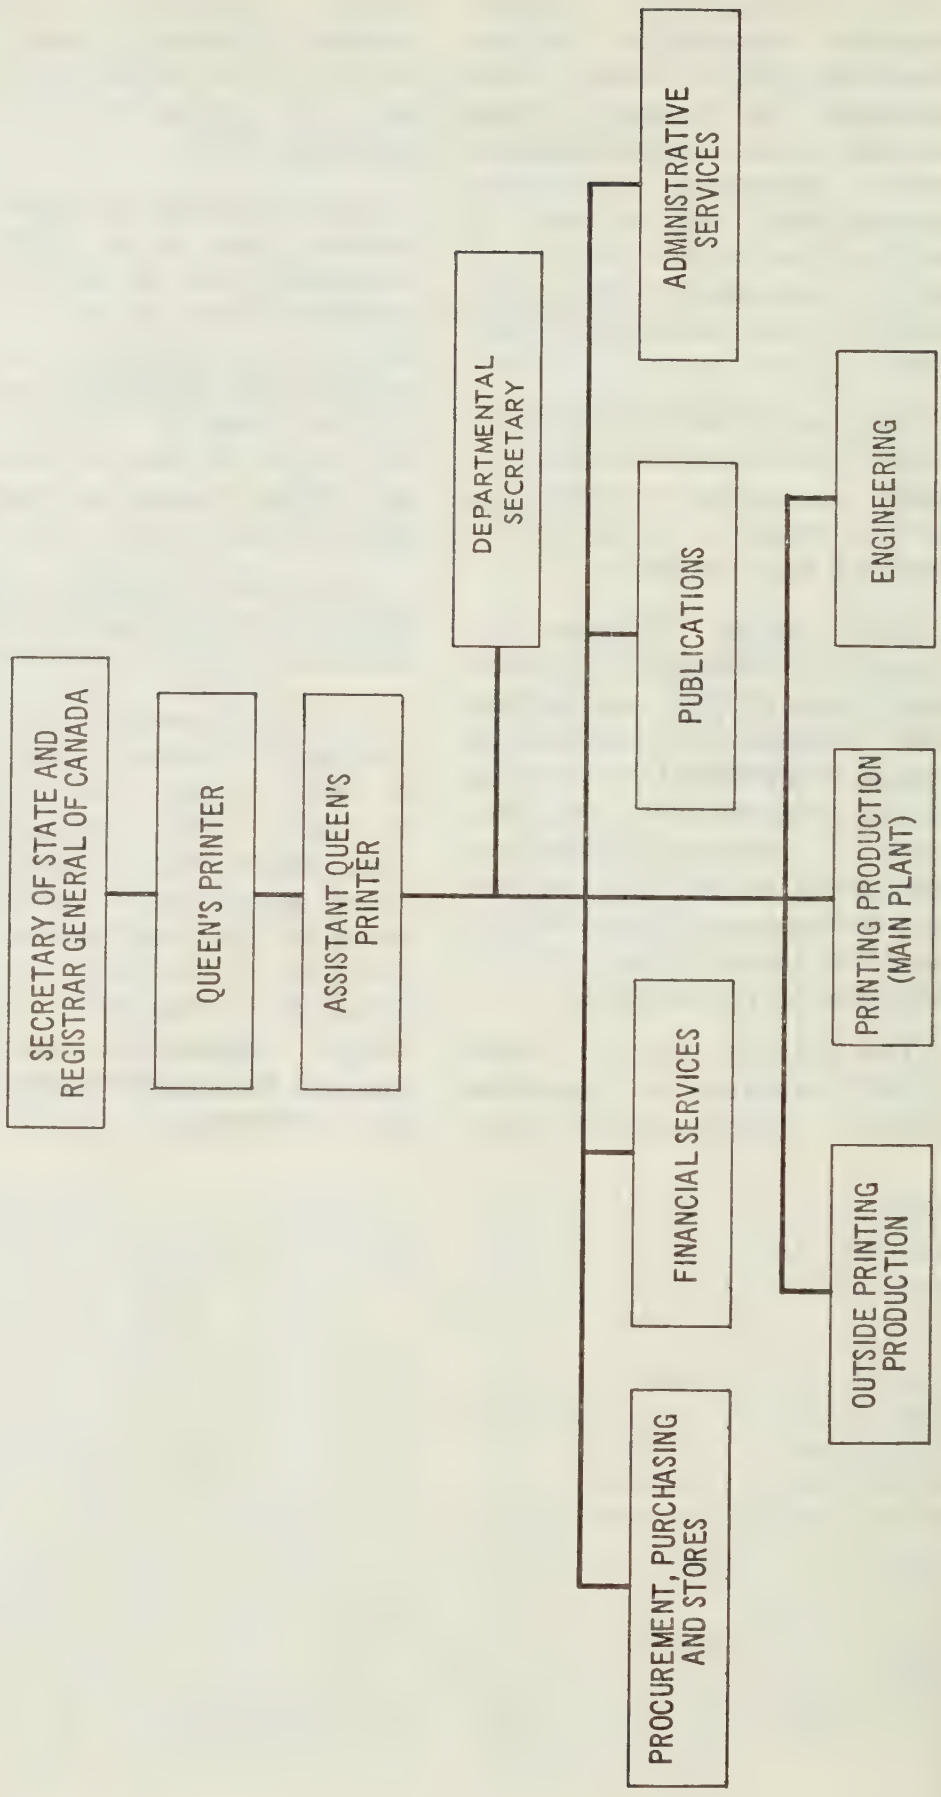 SECRETARY OF STATE AND
REGISTRAR GENERAL OF CANADA
QUEEN'S PRINTER
ASSISTANT QUEEN'S
PRINTER
DEPARTMENTAL
SECRETARY
PROCUREMENT, PURCHASING
AND STORES
FINANCIAL SERVICES
PUBLICATIONS
ADMINISTRATIVE
SERVICES
OUTSIDE PRINTING
PRODUCTION
PRINTING PRODUCTION
(MAIN PLANT)
ENGINEERING